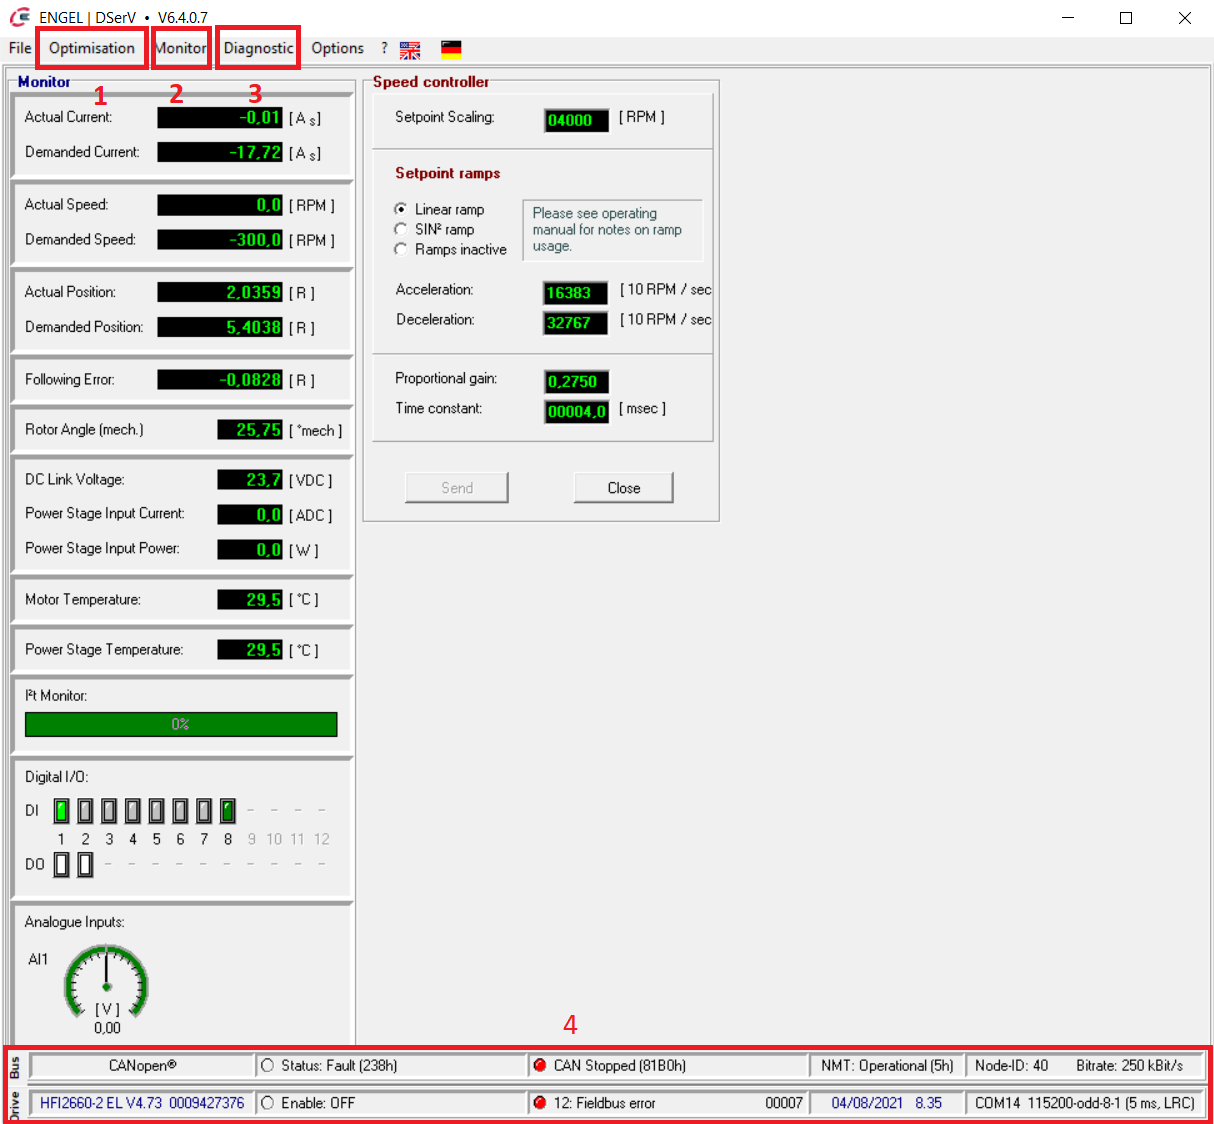 ENGEL | DSerV • V6.4.0.7
File Optimisation Monitor Diagnostic Options ?
1 2 3
Monitor
Actual Current: -0,01 [ A s]
Demanded Current: -17,72 [ A s]
Actual Speed: 0,0 [ RPM ]
Demanded Speed: -300,0 [ RPM ]
Actual Position: 2,0359 [ R ]
Demanded Position: 5,4038 [ R ]
Following Error: -0,0828 [ R ]
Rotor Angle (mech.) 25,75 [ °mech ]
DC Link Voltage: 23,7 [ VDC ]
Power Stage Input Current: 0,0 [ ADC ]
Power Stage Input Power: 0,0 [ W ]
Motor Temperature: 29,5 [ °C ]
Power Stage Temperature: 29,5 [ °C ]
I²t Monitor:
0%
Digital I/O:
DI
1 2 3 4 5 6 7 8 9 10 11 12
DO
Analogue Inputs:
AI1
[ V ]
0,00
Speed controller
Setpoint Scaling: 04000 [ RPM ]
Setpoint ramps
Linear ramp
SIN² ramp
Ramps inactive
Please see operating
manual for notes on ramp
usage.
Acceleration: 16383 [ 10 RPM / sec
Deceleration: 32767 [ 10 RPM / sec
Proportional gain: 0,2750
Time constant: 00004,0 [ msec ]
Send Close
4
Bus CANopen® Status: Fault (238h) CAN Stopped (81B0h) NMT: Operational (5h) Node-ID: 40 Bitrate: 250 kBit/s
Drive HFI2660-2 EL V4.73 0009427376 Enable: OFF 12: Fieldbus error 00007 04/08/2021 8.35 COM14 115200-odd-8-1 (5 ms, LRC)